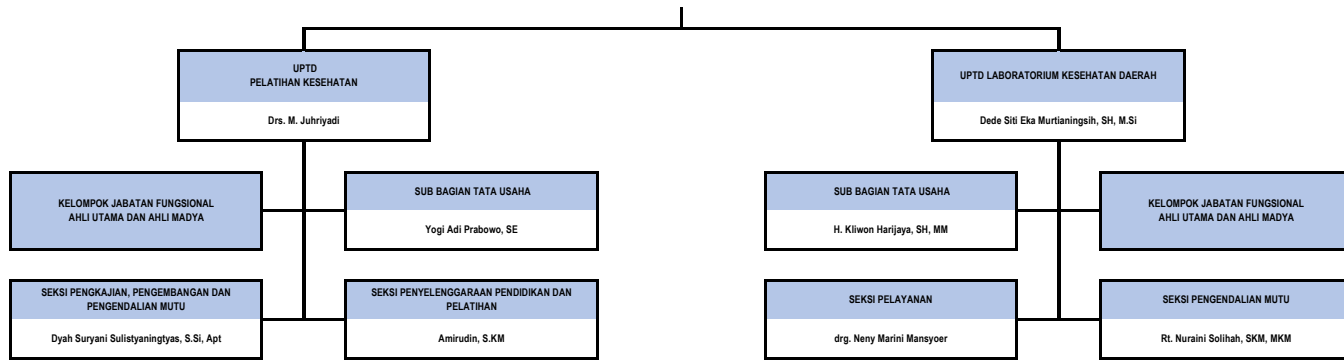 UPTD
PELATIHAN KESEHATAN
Drs. M. Juhriyadi
UPTD LABORATORIUM KESEHATAN DAERAH
Dede Siti Eka Murtianingsih, SH, M.Si
KELOMPOK JABATAN FUNGSIONAL
AHLI UTAMA DAN AHLI MADYA
SUB BAGIAN TATA USAHA
Yogi Adi Prabowo, SE
SUB BAGIAN TATA USAHA
H. Kliwon Harijaya, SH, MM
KELOMPOK JABATAN FUNGSIONAL
AHLI UTAMA DAN AHLI MADYA
SEKSI PENGKAJIAN, PENGEMBANGAN DAN
PENGENDALIAN MUTU
Dyah Suryani Sulistyaningtyas, S.Si, Apt
SEKSI PENYELENGGARAAN PENDIDIKAN DAN
PELATIHAN
Amirudin, S.KM
SEKSI PELAYANAN
drg. Neny Marini Mansyoer
SEKSI PENGENDALIAN MUTU
Rt. Nuraini Solihah, SKM, MKM